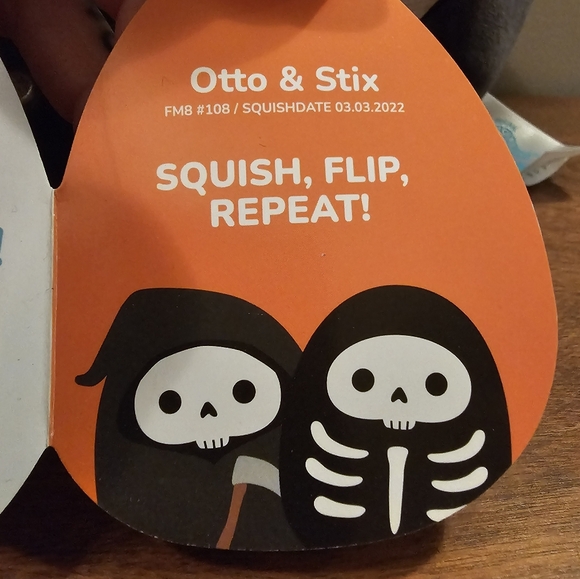 Otto & Stix
FM8 #108 / SQUISHDATE 03.03.2022
SQUISH, FLIP,
REPEAT!
!